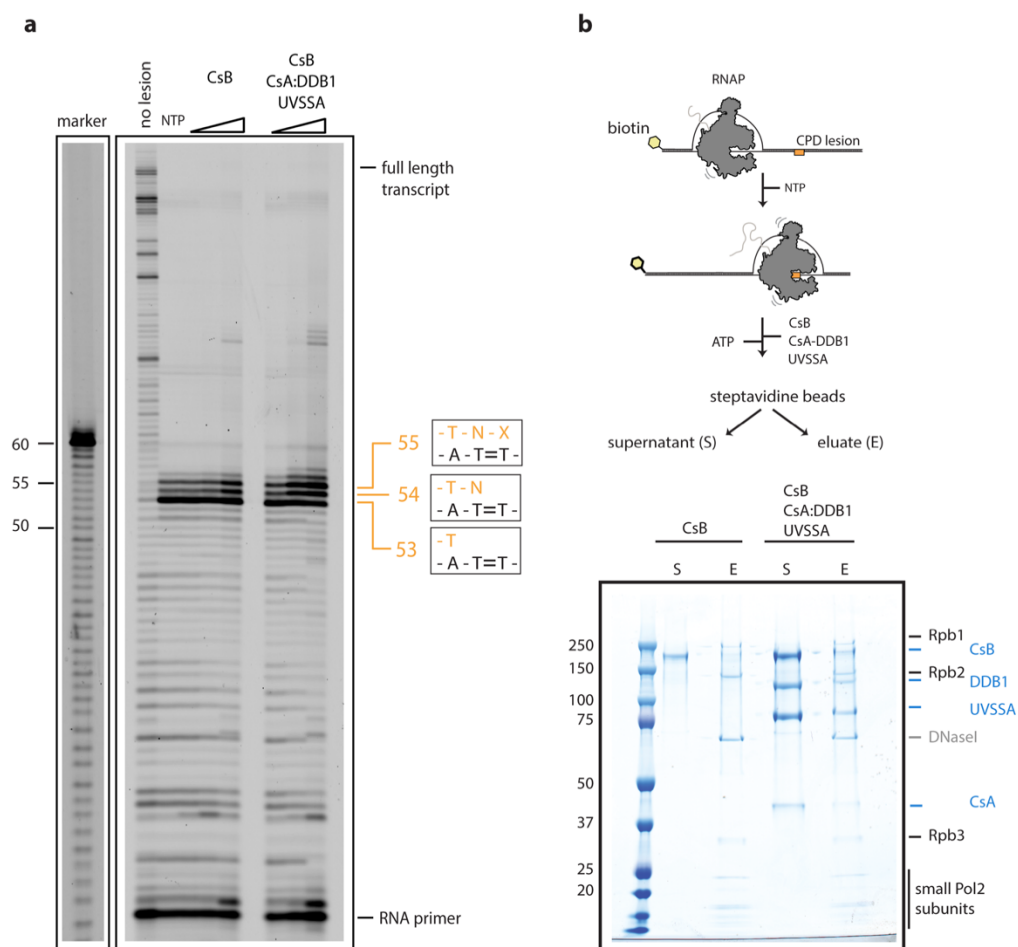 a
marker
no lesion
NTP
CsB
CsB
CsA:DDB1
UVSSA
full length
transcript
60
55
50
55
-T-N-X
-A-T=T-
54
-T-N
-A-T=T-
53
-T
-A-T=T-
RNA primer
b
RNAP
biotin
CPD lesion
NTP
ATP
CsB
CsA-DDB1
UVSSA
steptavidine beads
supernatant (S)
eluate (E)
CsB
CsB
CsA:DDB1
UVSSA
S
E
S
E
250
150
100
75
50
37
25
20
Rpb1
CsB
Rpb2
DDB1
UVSSA
DNaseI
CsA
Rpb3
small Pol2
subunits